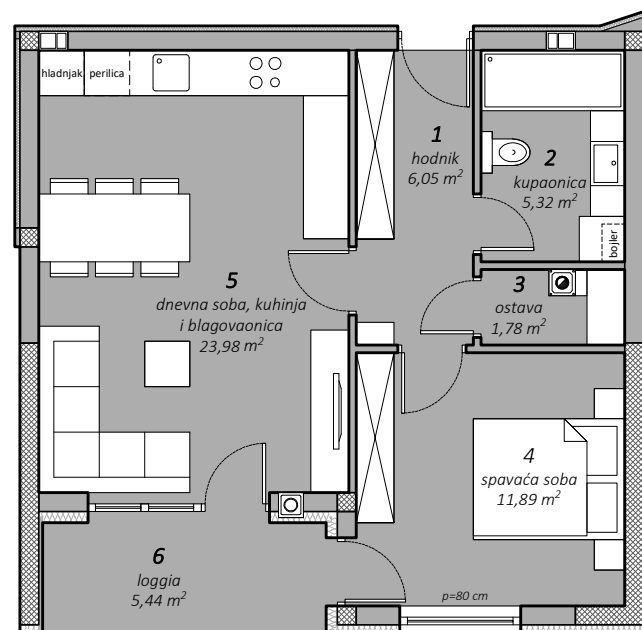 hladnjak
perilica
1
hodnik
6,05 m²
2
kupaonica
5,32 m²
bojler
3
ostava
1,78 m²
5
dnevna soba, kuhinja
i blagovaonica
23,98 m²
4
spavaća soba
11,89 m²
6
loggia
5,44 m²
p=80 cm